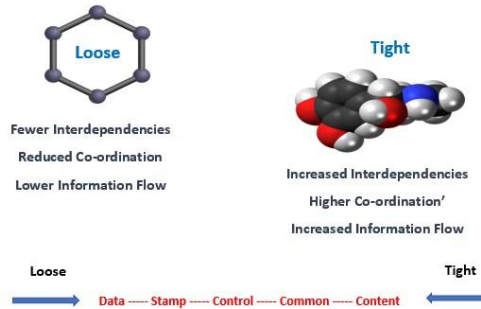 Loose
Fewer Interdependencies
Reduced Co-ordination
Lower Information Flow
Tight
Increased Interdependencies
Higher Co-ordination’
Increased Information Flow
Loose
Tight
Data ----- Stamp ----- Control ----- Common ----- Content